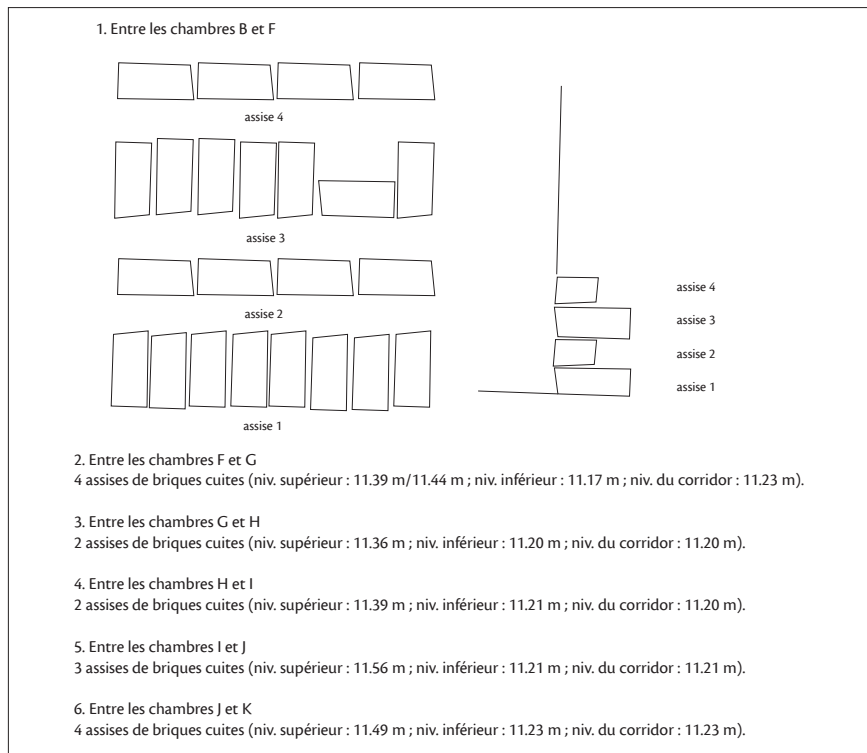 1. Entre les chambres B et F
assise 4
assise 3
assise 2
assise 1
assise 4
assise 3
assise 2
assise 1
2. Entre les chambres F et G
4 assises de briques cuites (niv. supérieur : 11.39 m/11.44 m ; niv. inférieur : 11.17 m ; niv. du corridor : 11.23 m).
3. Entre les chambres G et H
2 assises de briques cuites (niv. supérieur : 11.36 m ; niv. inférieur : 11.20 m ; niv. du corridor : 11.20 m).
4. Entre les chambres H et I
2 assises de briques cuites (niv. supérieur : 11.39 m ; niv. inférieur : 11.21 m ; niv. du corridor : 11.20 m).
5. Entre les chambres I et J
3 assises de briques cuites (niv. supérieur : 11.56 m ; niv. inférieur : 11.21 m ; niv. du corridor : 11.21 m).
6. Entre les chambres J et K
4 assises de briques cuites (niv. supérieur : 11.49 m ; niv. inférieur : 11.23 m ; niv. du corridor : 11.23 m).